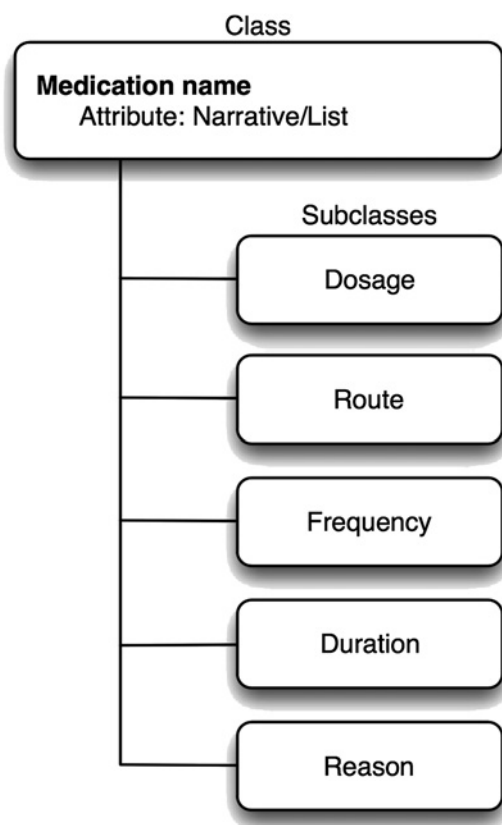 Class
Medication name
Attribute: Narrative/List
Subclasses
Dosage
Route
Frequency
Duration
Reason